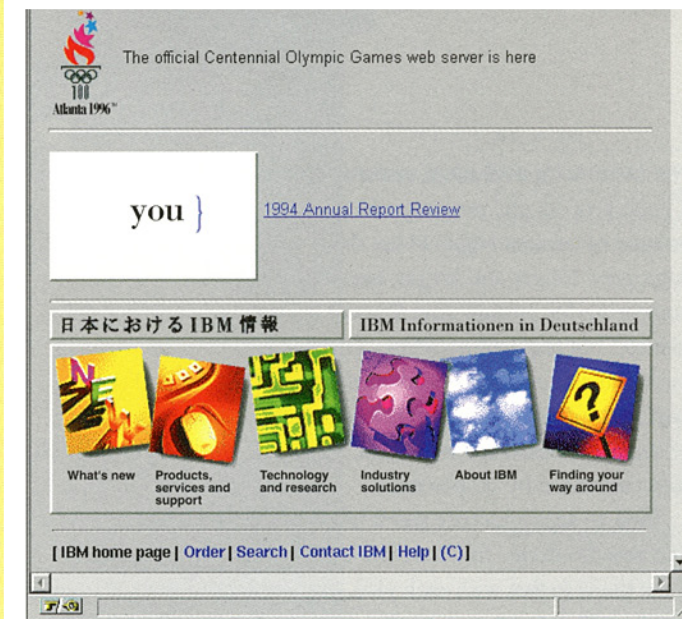 The official Centennial Olympic Games web server is here
Atlanta 1996™
you } 1994 Annual Report Review
日本における IBM 情報 IBM Informationen in Deutschland
NEW ?
What's new Products, services and support Technology and research Industry solutions About IBM Finding your way around
[ IBM home page | Order | Search | Contact IBM | Help | (C) ]